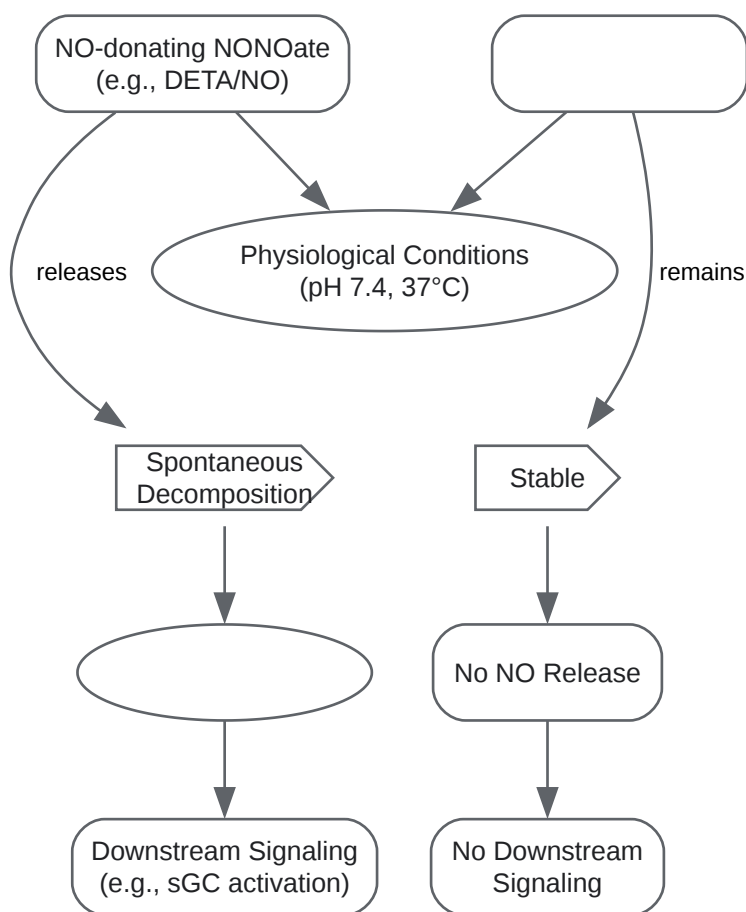 NO-donating NONOate
(e.g., DETA/NO)
Physiological Conditions
(pH 7.4, 37°C)
releases
remains
Spontaneous
Decomposition
Stable
No NO Release
Downstream Signaling
(e.g., sGC activation)
No Downstream
Signaling